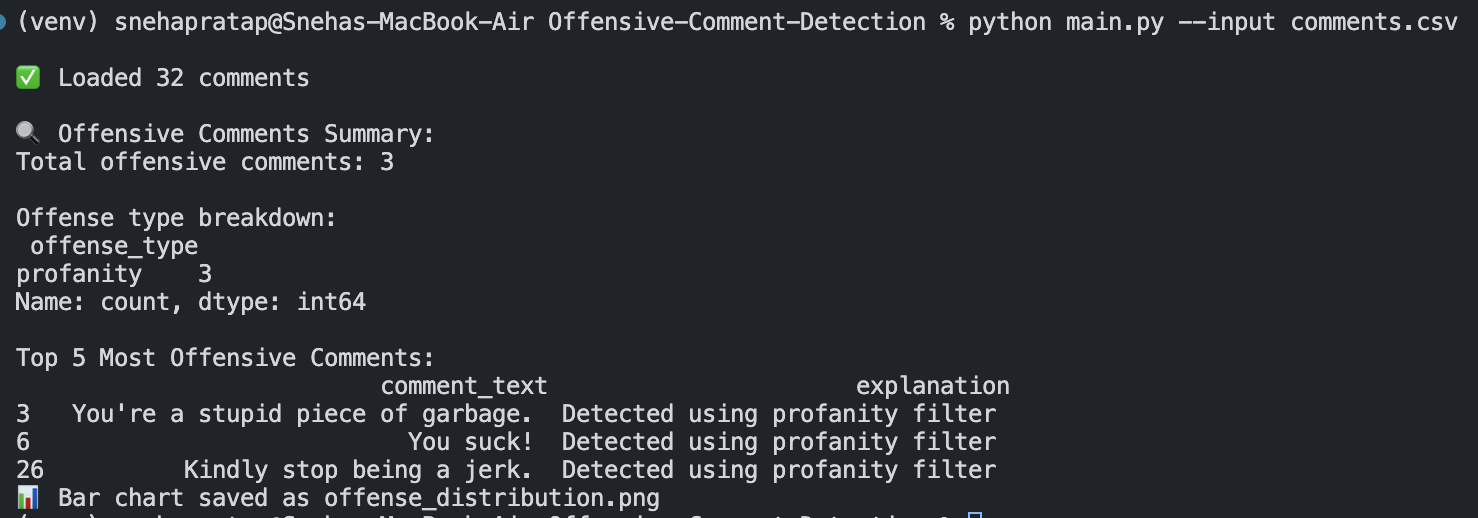 (venv) snehapratap@Snehas-MacBook-Air Offensive-Comment-Detection % python main.py --input comments.csv
✅ Loaded 32 comments
🔍 Offensive Comments Summary:
Total offensive comments: 3
Offense type breakdown:
offense_type
profanity    3
Name: count, dtype: int64
Top 5 Most Offensive Comments:
comment_text    explanation
3   You're a stupid piece of garbage.  Detected using profanity filter
6   You suck!  Detected using profanity filter
26   Kindly stop being a jerk.  Detected using profanity filter
📊 Bar chart saved as offense_distribution.png